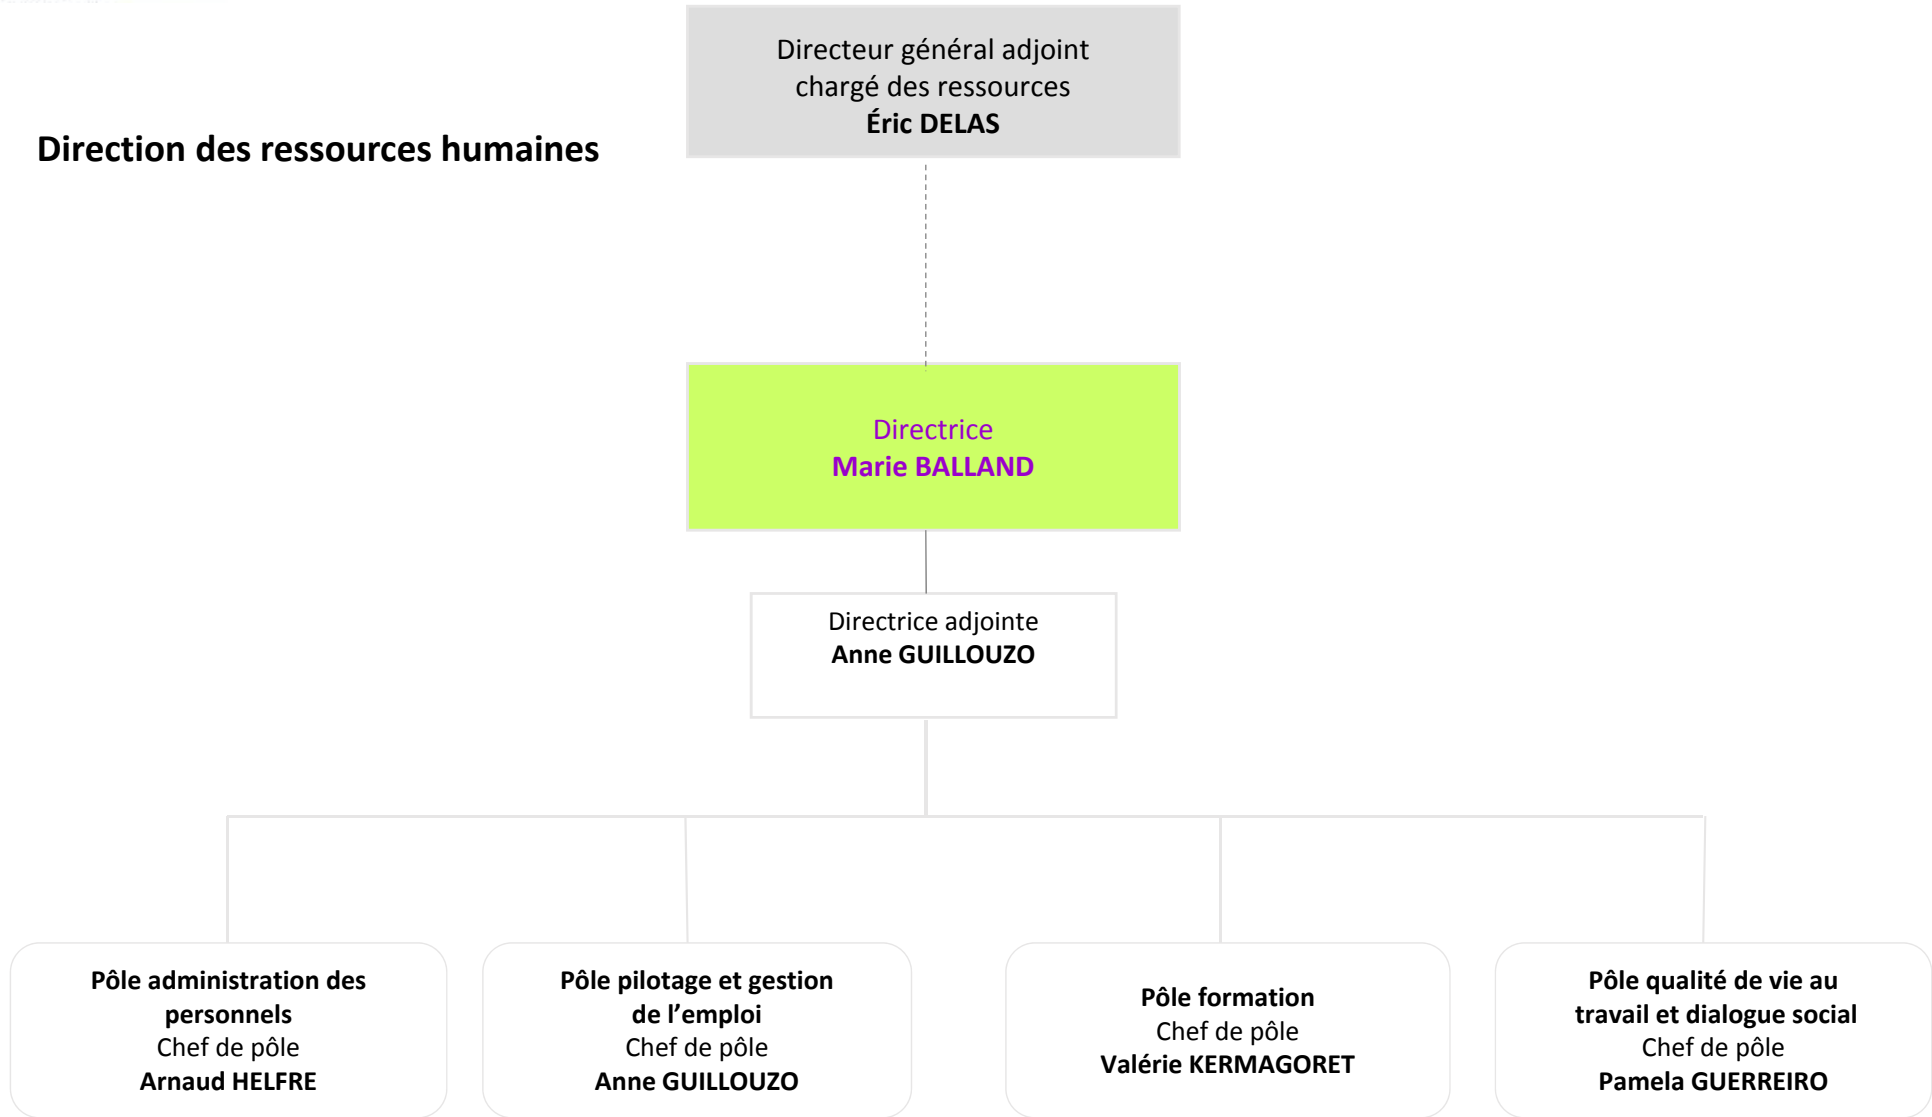 Directeur général adjoint
chargé des ressources
Éric DELAS
Direction des ressources humaines
Directrice
Marie BALLAND
Directrice adjointe
Anne GUILLOUZO
Pôle administration des
personnels
Chef de pôle
Arnaud HELFRE
Pôle pilotage et gestion
de l’emploi
Chef de pôle
Anne GUILLOUZO
Pôle formation
Chef de pôle
Valérie KERMAGORET
Pôle qualité de vie au
travail et dialogue social
Chef de pôle
Pamela GUERREIRO